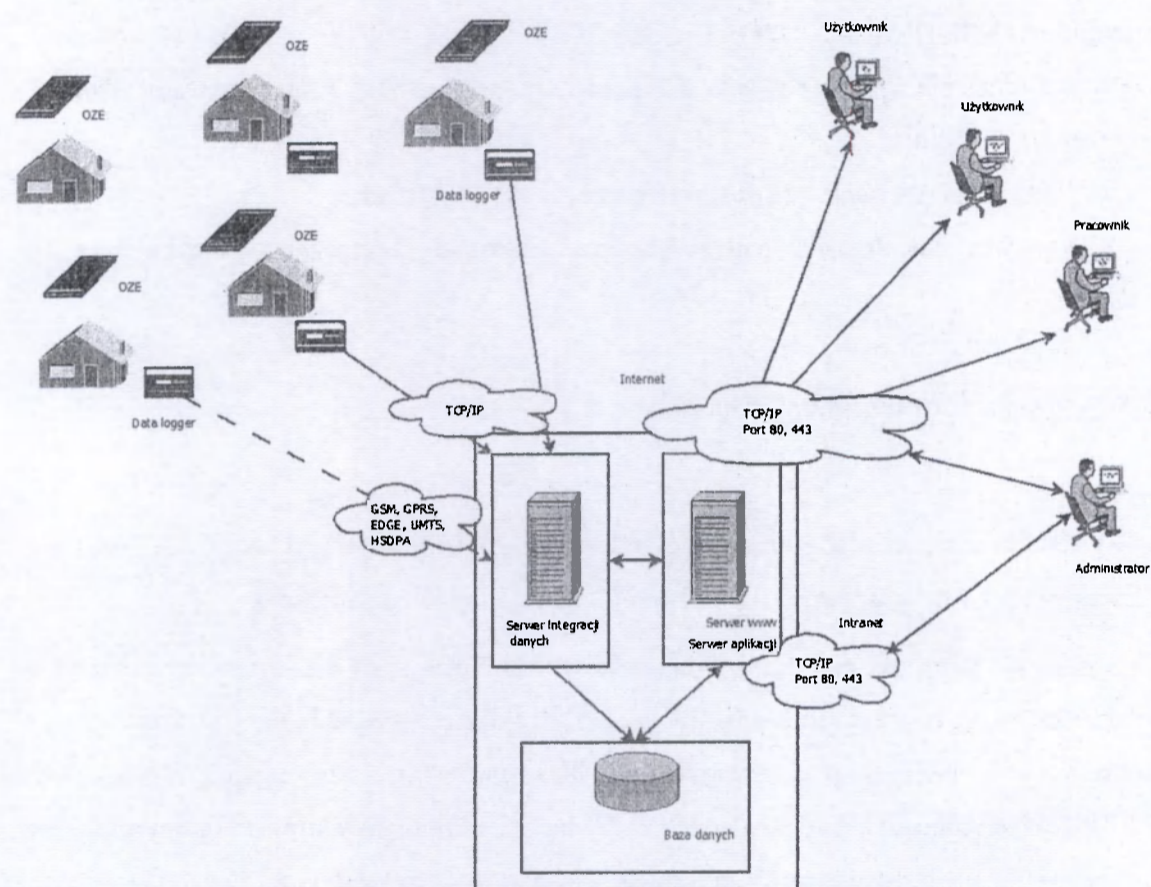 OZE
OZE
OZE
OZE
OZE
Data logger
Data logger
Użytkownik
Użytkownik
Pracownik
Internet
TCP/IP
TCP/IP
Port 80, 443
GSM, GPRS,
EDGE, UMTS,
HSDPA
Serwer integracji
danych
Serwer www
Serwer aplikacji
Intranet
TCP/IP
Port 80, 443
Administrator
Baza danych